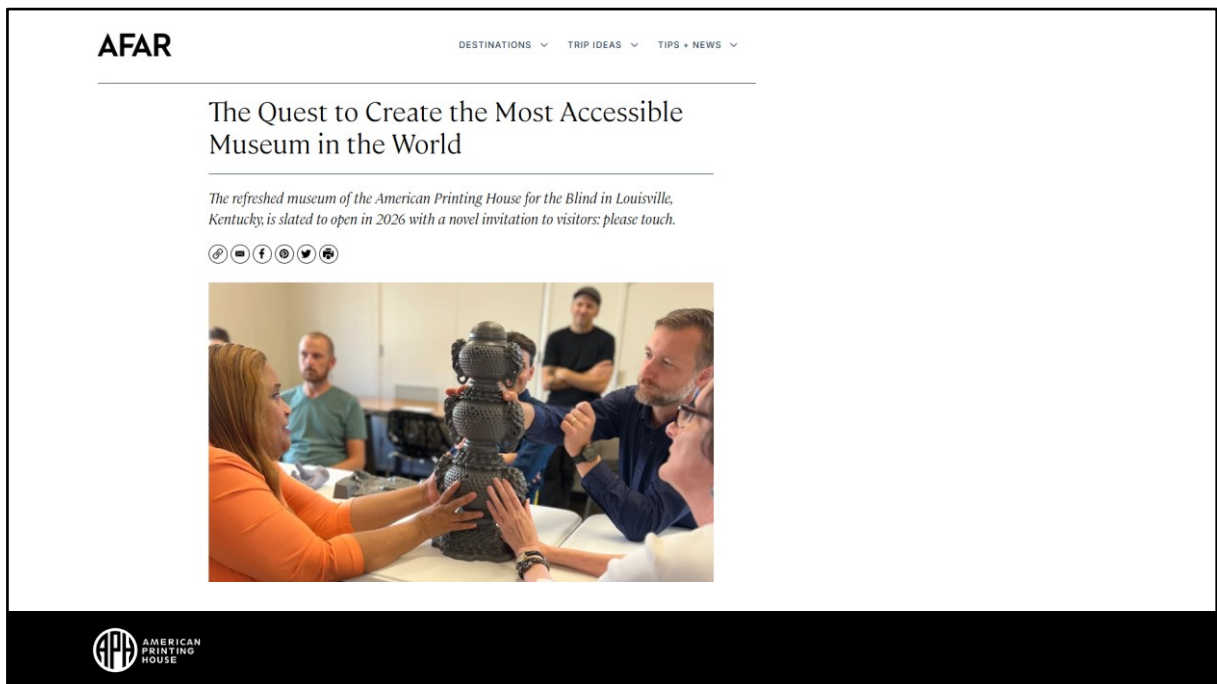 AFAR
DESTINATIONS TRIP IDEAS TIPS + NEWS
The Quest to Create the Most Accessible
Museum in the World
The refreshed museum of the American Printing House for the Blind in Louisville,
Kentucky, is slated to open in 2026 with a novel invitation to visitors: please touch.
APH
AMERICAN
PRINTING
HOUSE